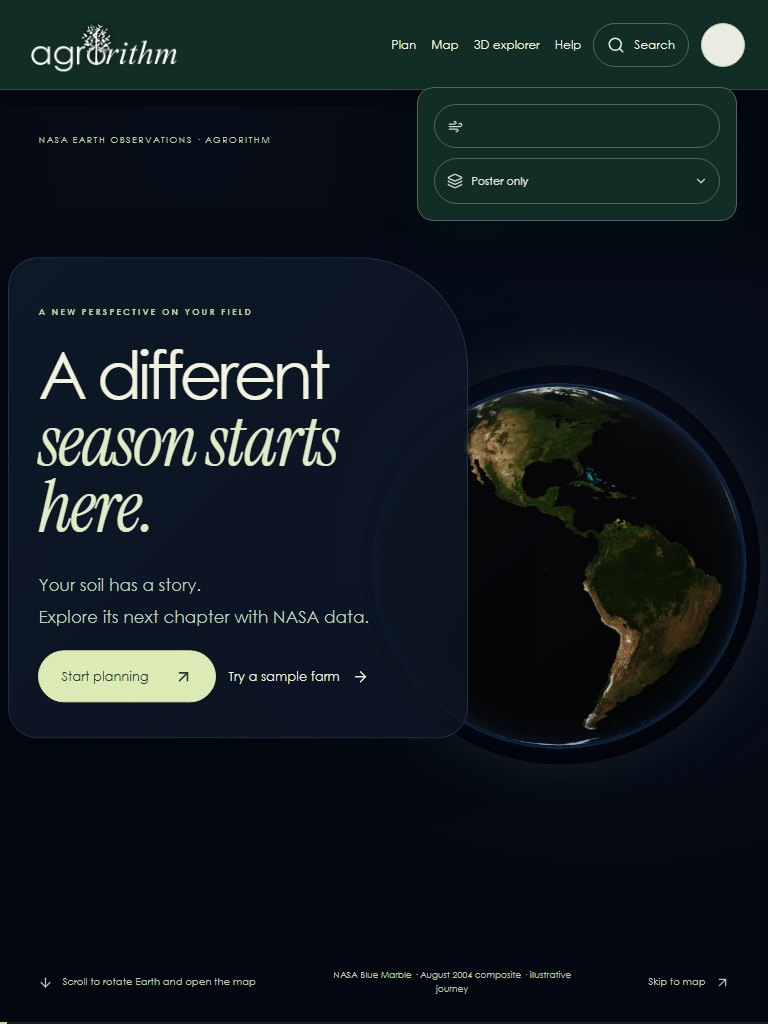 agrorithm
Plan Map 3D explorer Help Search
NASA EARTH OBSERVATIONS · AGRORITHM
Poster only
A NEW PERSPECTIVE ON YOUR FIELD
A different
season starts
here.
Your soil has a story.
Explore its next chapter with NASA data.
Start planning Try a sample farm
Scroll to rotate Earth and open the map
NASA Blue Marble · August 2004 composite · illustrative
journey
Skip to map